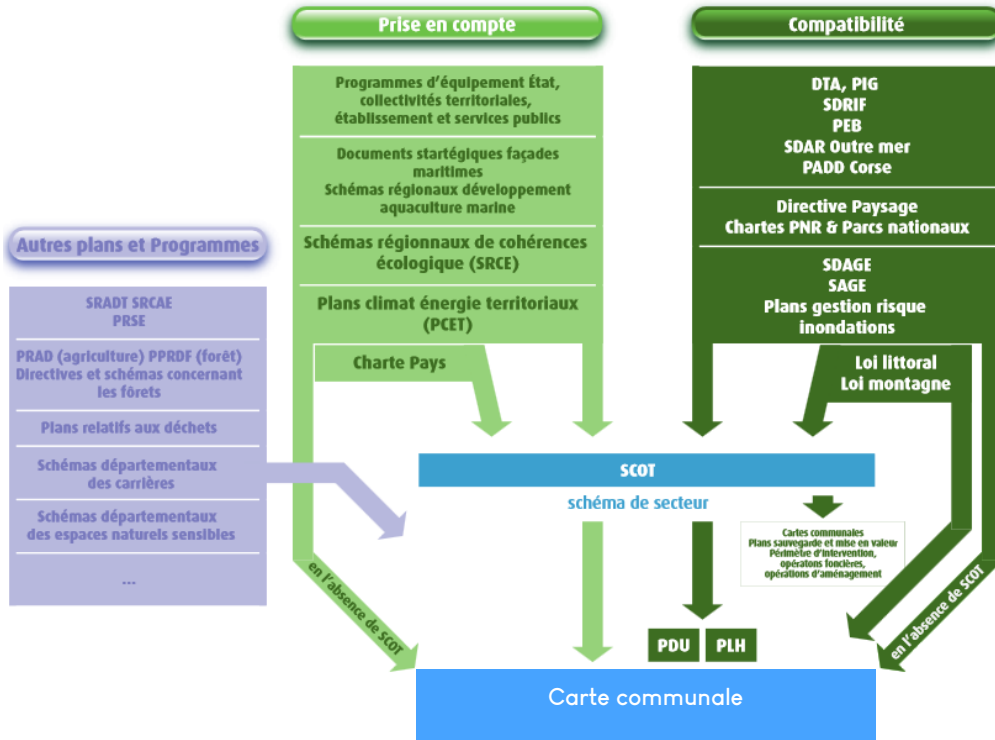 Prise en compte
Programmes d'équipement État,
collectivités territoriales,
établissement et services publics
Documents startégiques façades
maritimes
Schémas régionaux développement
aquaculture marine
Schémas régionnaux de cohérences
écologique (SRCE)
Plans climat énergie territoriaux
(PCET)
Charte Pays
Compatibilité
DTA, PIG
SDRIF
PEB
SDAR Outre mer
PADD Corse
Directive Paysage
Chartes PNR & Parcs nationaux
SDAGE
SAGE
Plans gestion risque
inondations
Loi littoral
Loi montagne
Autres plans et Programmes
SRADT SRCAE
PRSE
PRAD (agriculture) PPRDF (forêt)
Directives et schémas concernant
les fôrets
Plans relatifs aux déchets
Schémas départementaux
des carrières
Schémas départementaux
des espaces naturels sensibles
...
SCOT
schéma de secteur
Cartes communales
Plans sauvegarde et mise en valeur
Périmètre d'intervention,
opératons foncières,
opérations d'aménagement
en l'absence de SCOT
en l'absence de SCOT
PDU
PLH
Carte communale